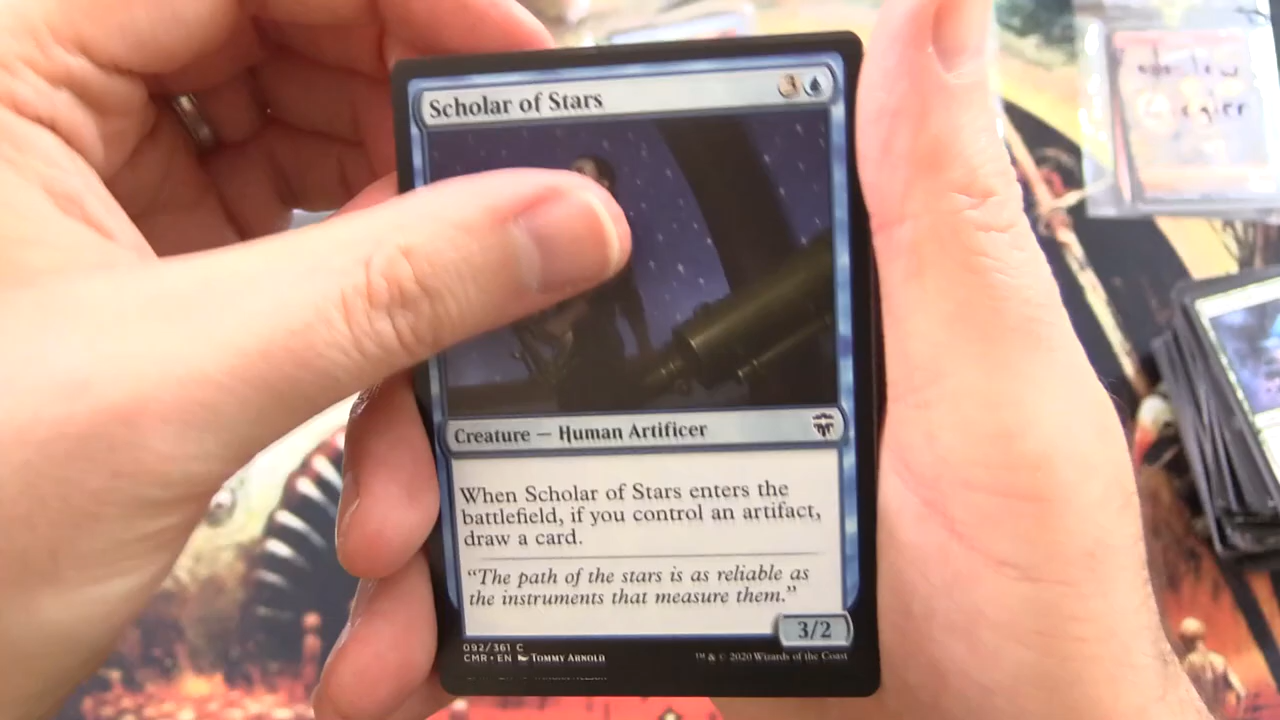 Scholar of Stars
3
Creature — Human Artificer
When Scholar of Stars enters the
battlefield, if you control an artifact,
draw a card.
"The path of the stars is as reliable as
the instruments that measure them."
3/2
092/361 C
CMR • EN TOMMY ARNOLD
™ & © 2020 Wizards of the Coast